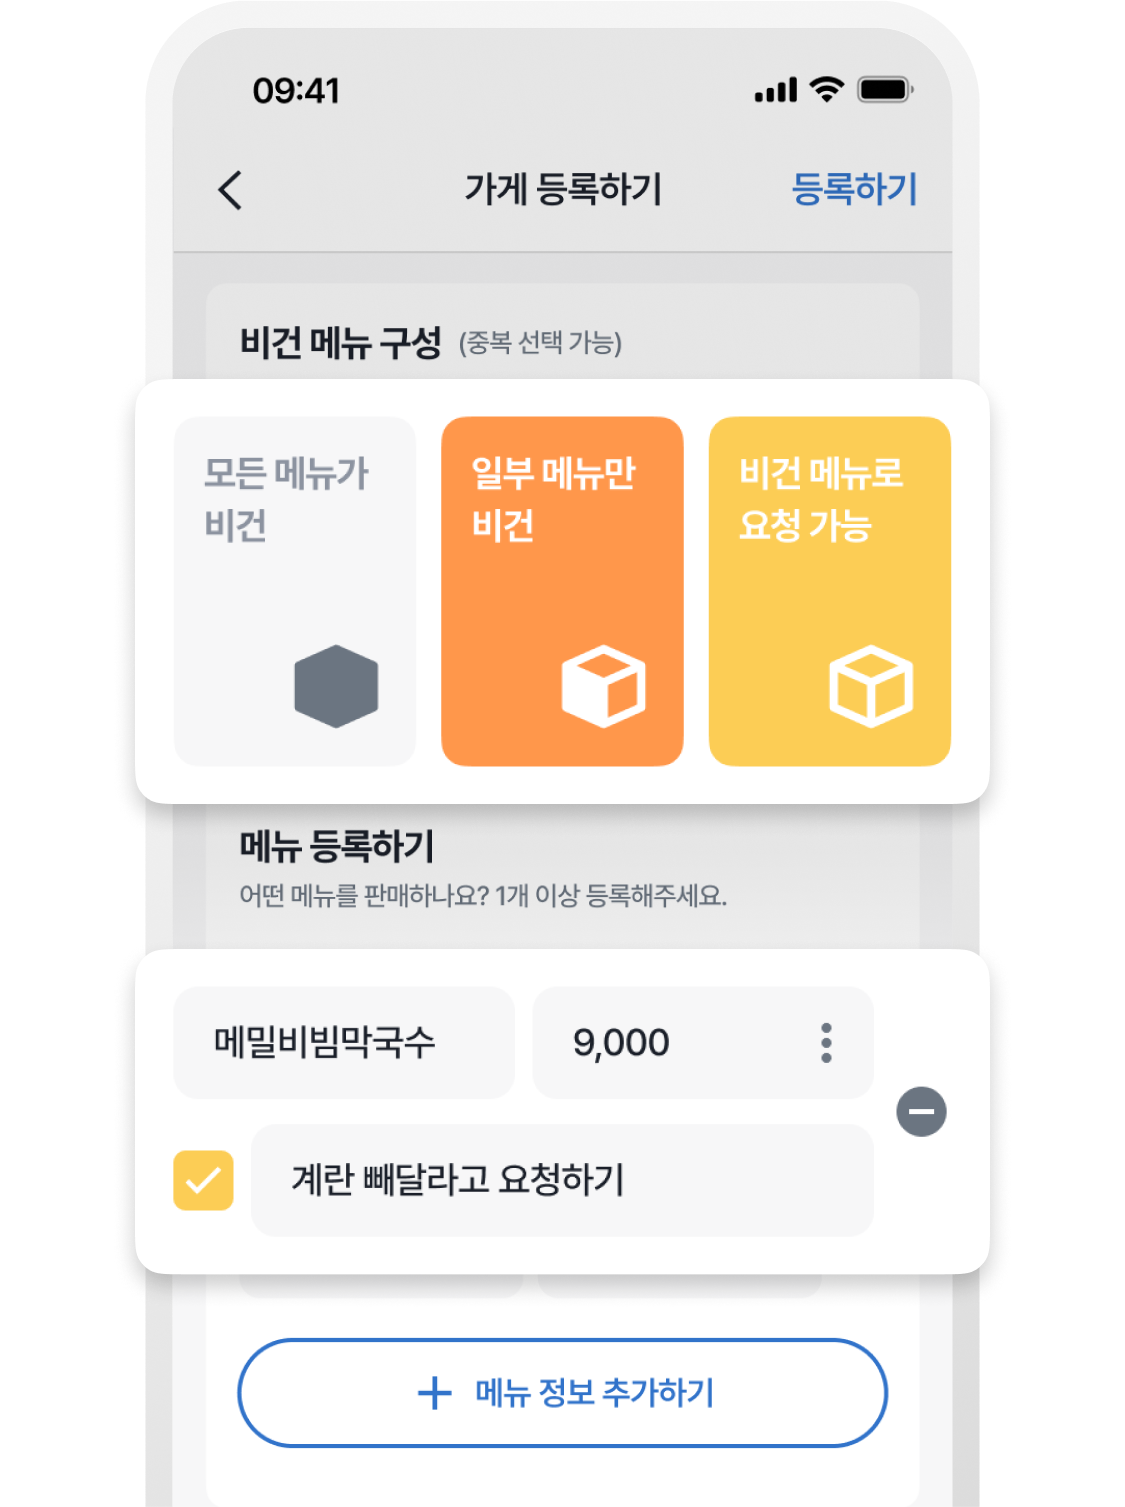 09:41
가게 등록하기
등록하기
비건 메뉴 구성 (중복 선택 가능)
모든 메뉴가
비건
일부 메뉴만
비건
비건 메뉴로
요청 가능
메뉴 등록하기
어떤 메뉴를 판매하나요? 1개 이상 등록해주세요.
메밀비빔막국수
9,000
계란 빼달라고 요청하기
+ 메뉴 정보 추가하기